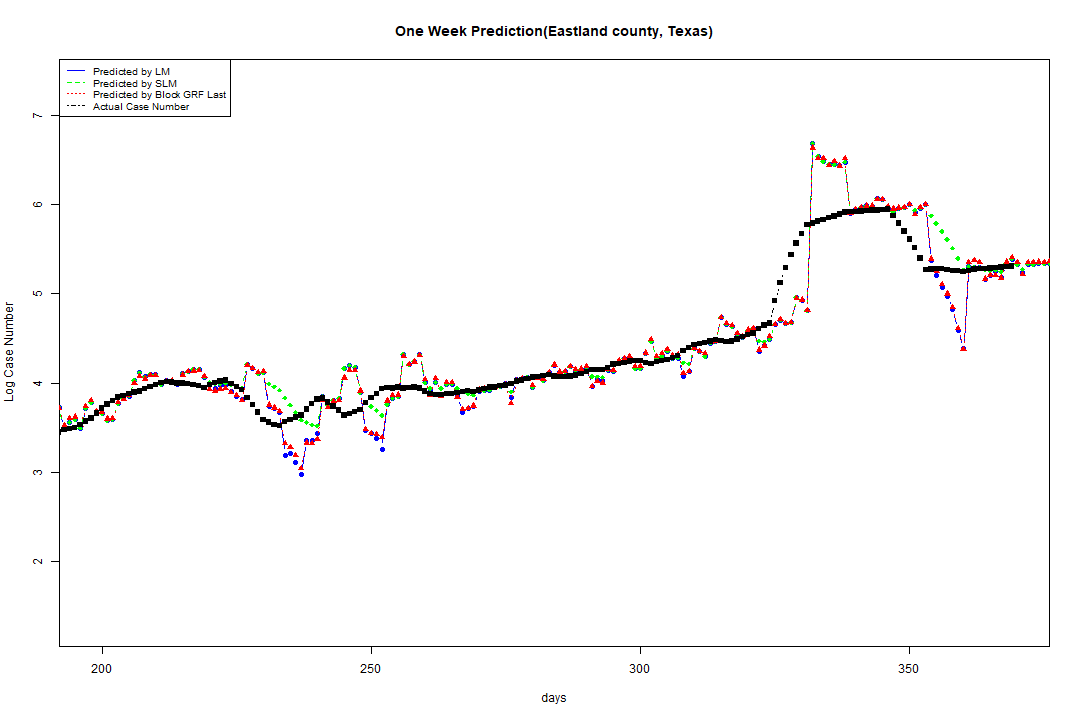 One Week Prediction(Eastland county, Texas)
Predicted by LM
Predicted by SLM
Predicted by Block GRF Last
Actual Case Number
7
6
5
4
3
2
Log Case Number
200
250
300
350
days